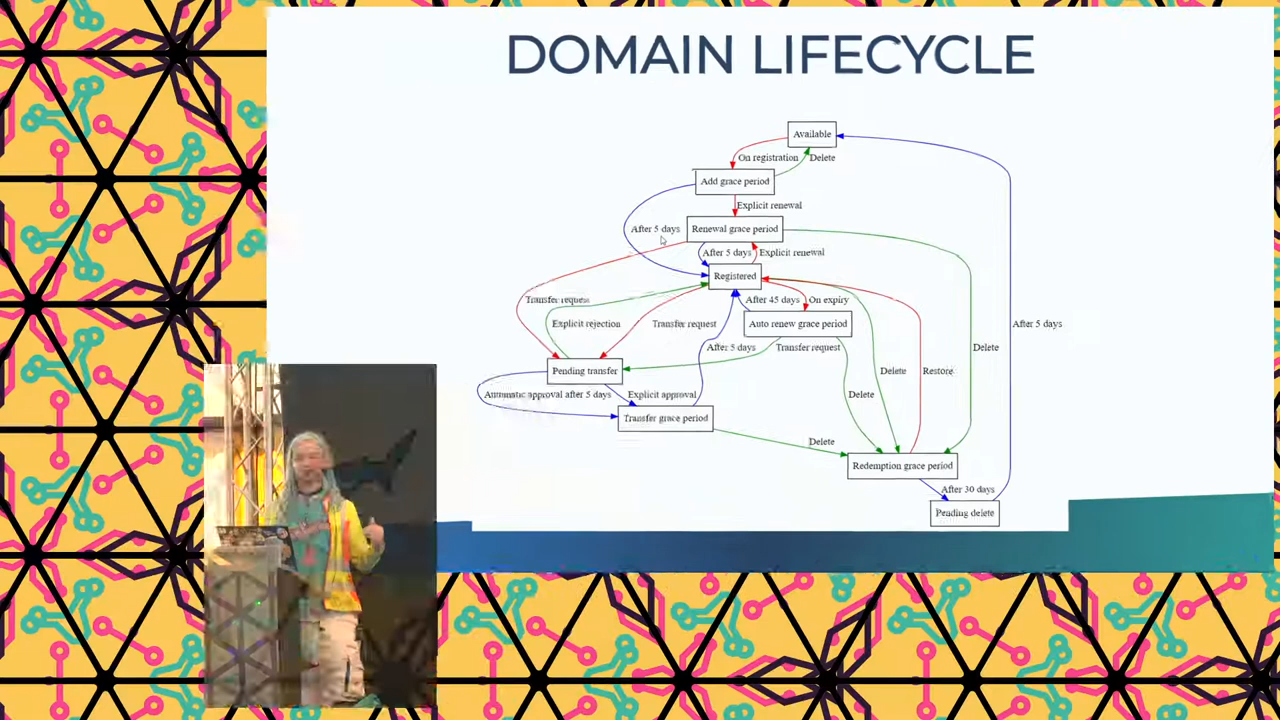 DOMAIN LIFECYCLE
Available
On registration
Delete
Add grace period
Explicit renewal
After 5 days
Renewal grace period
After 5 days
Explicit renewal
Registered
Transfer request
After 45 days
On expiry
Explicit rejection
Transfer request
Auto renew grace period
After 5 days
After 5 days
Transfer request
Delete
Pending transfer
Delete
Restore
Automatic approval after 5 days
Explicit approval
Delete
Transfer grace period
Delete
Redemption grace period
After 30 days
Pending delete